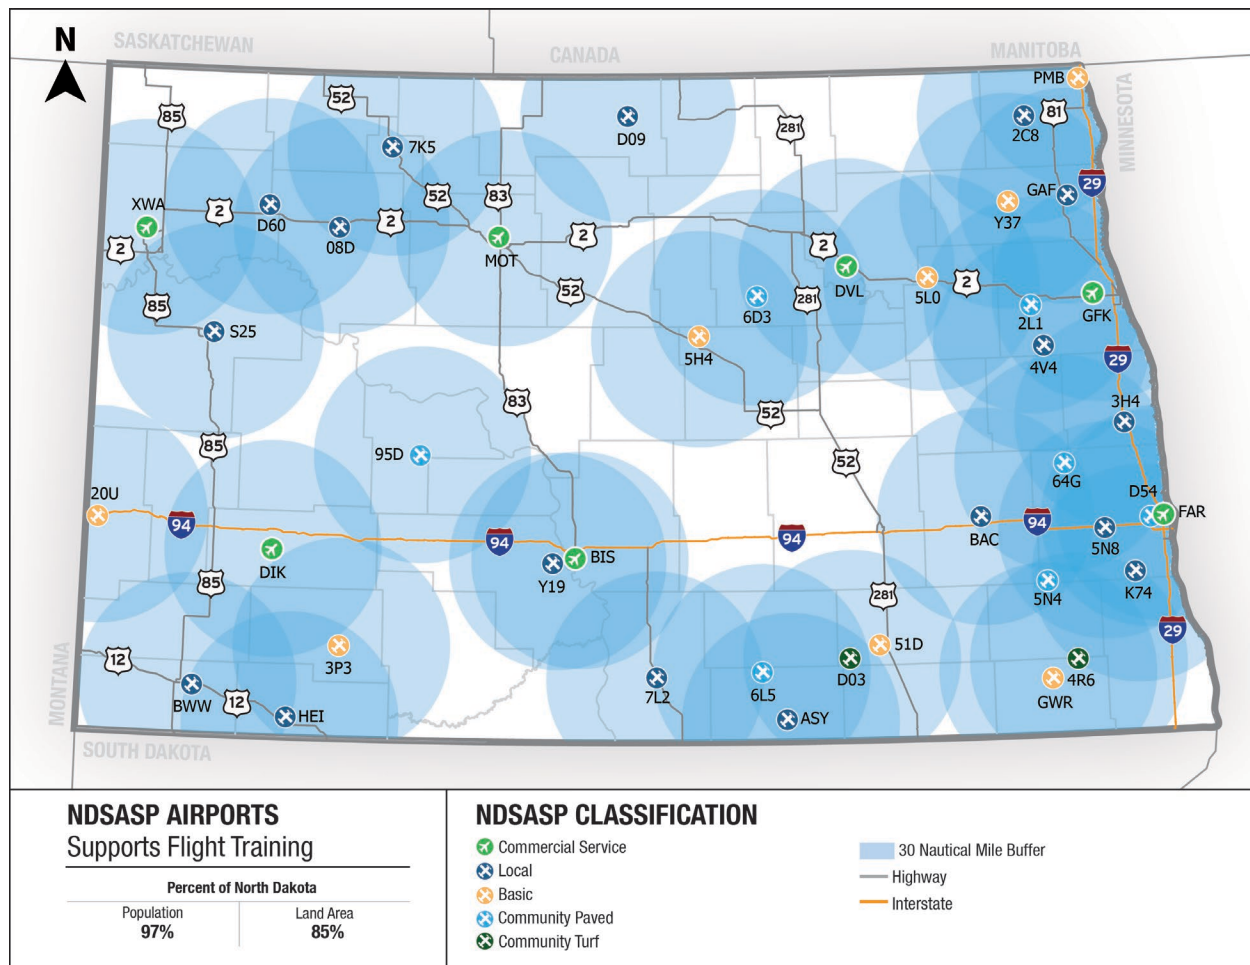 N
SASKATCHEWAN
CANADA
MANITOBA
MINNESOTA
MONTANA
SOUTH DAKOTA
PMB
52
85
81
281
D09
2C8
7K5
29
GAF
XWA
52
83
D60
2
2
Y37
08D
2
2
2
MOT
DVL
5L0
2
85
52
281
6D3
2L1
GFK
S25
5H4
4V4
29
83
3H4
52
85
95D
52
64G
20U
D54
94
94
94
94
FAR
BAC
5N8
DIK
BIS
Y19
85
281
5N4
K74
29
51D
12
3P3
D03
4R6
7L2
6L5
GWR
BWW
12
HEI
ASY
NDSASP AIRPORTS
Supports Flight Training
Percent of North Dakota
Population
97%
Land Area
85%
NDSASP CLASSIFICATION
Commercial Service
Local
Basic
Community Paved
Community Turf
30 Nautical Mile Buffer
Highway
Interstate